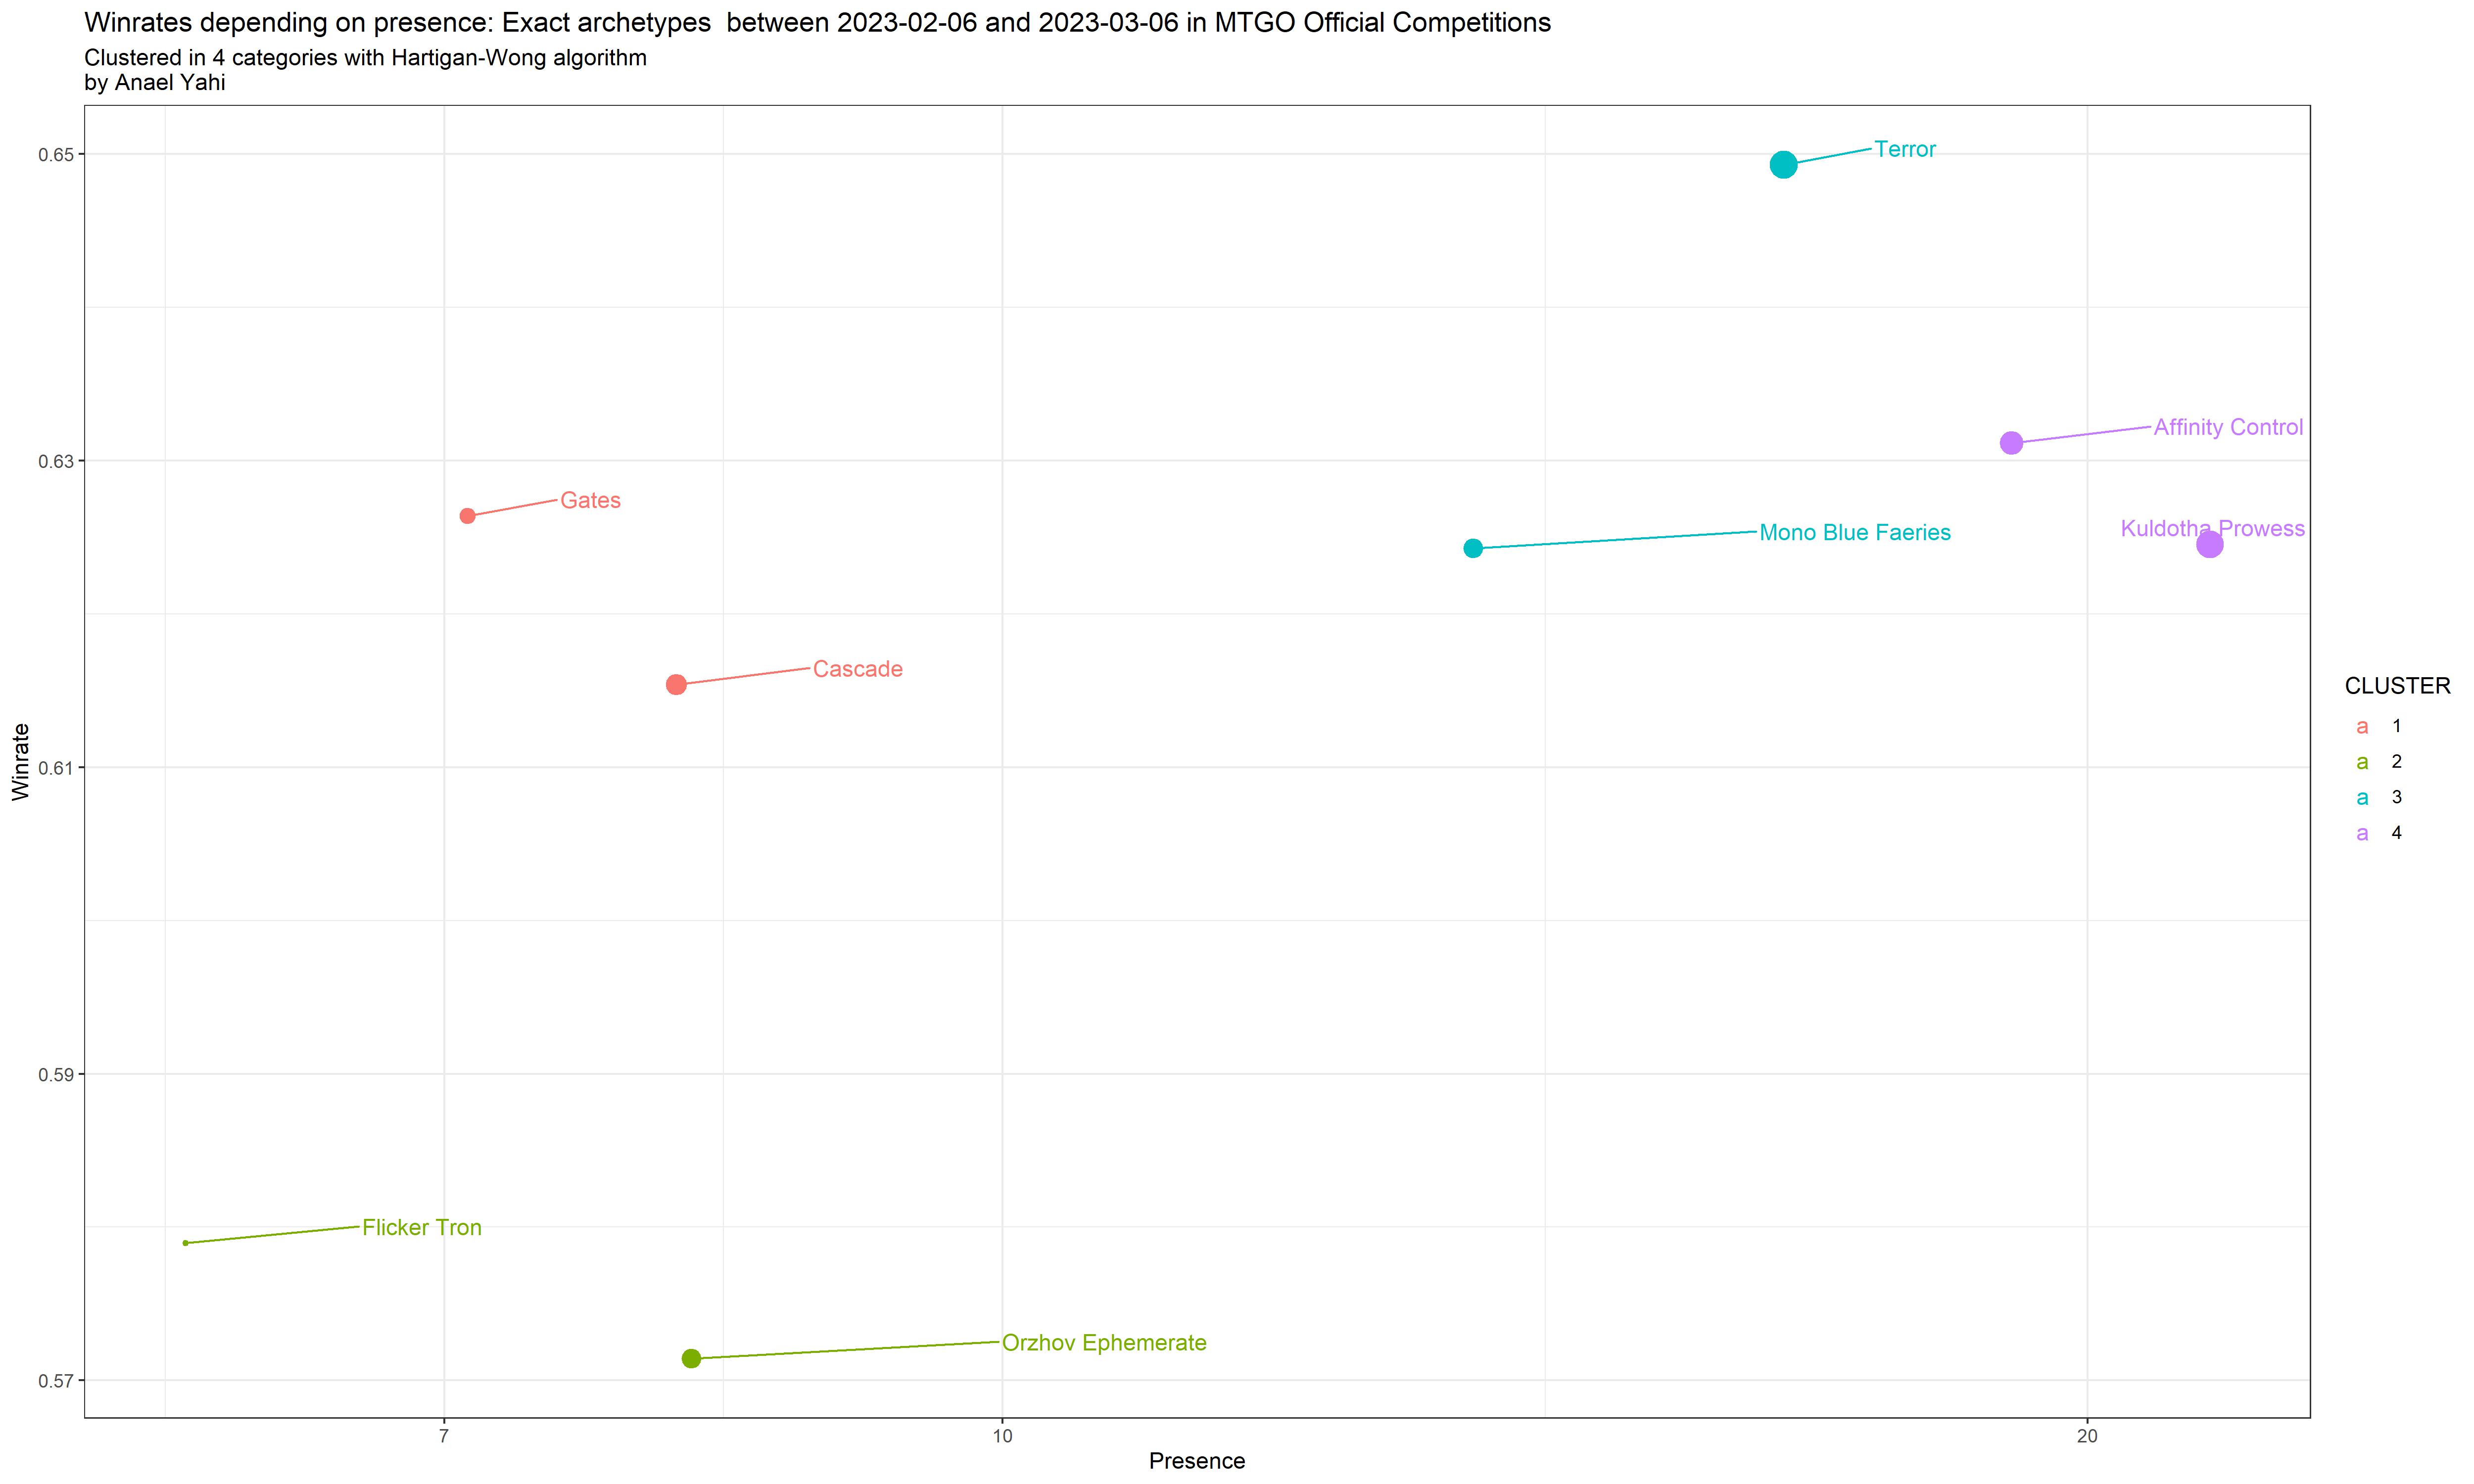 Winrates depending on presence: Exact archetypes  between 2023-02-06 and 2023-03-06 in MTGO Official Competitions
Clustered in 4 categories with Hartigan-Wong algorithm
by Anael Yahi
0.65
Terror
Affinity Control
0.63
Gates
Kuldotha Prowess
Mono Blue Faeries
Cascade
CLUSTER
a 1
a 2
a 3
a 4
Winrate
0.61
0.59
Flicker Tron
Orzhov Ephemerate
0.57
7
10
20
Presence